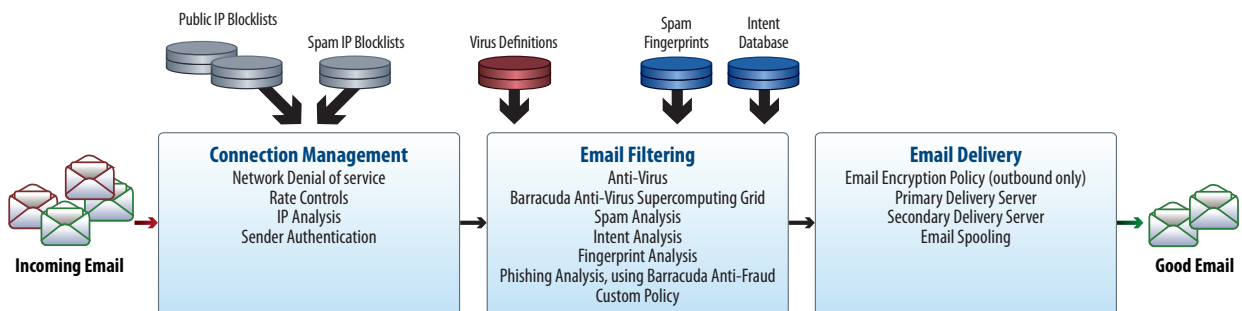 Public IP Blocklists
Spam IP Blocklists
Virus Definitions
Spam
Fingerprints
Intent
Database
Incoming Email
Connection Management
Network Denial of service
Rate Controls
IP Analysis
Sender Authentication
Email Filtering
Anti-Virus
Barracuda Anti-Virus Supercomputing Grid
Spam Analysis
Intent Analysis
Fingerprint Analysis
Phishing Analysis, using Barracuda Anti-Fraud
Custom Policy
Email Delivery
Email Encryption Policy (outbound only)
Primary Delivery Server
Secondary Delivery Server
Email Spooling
Good Email